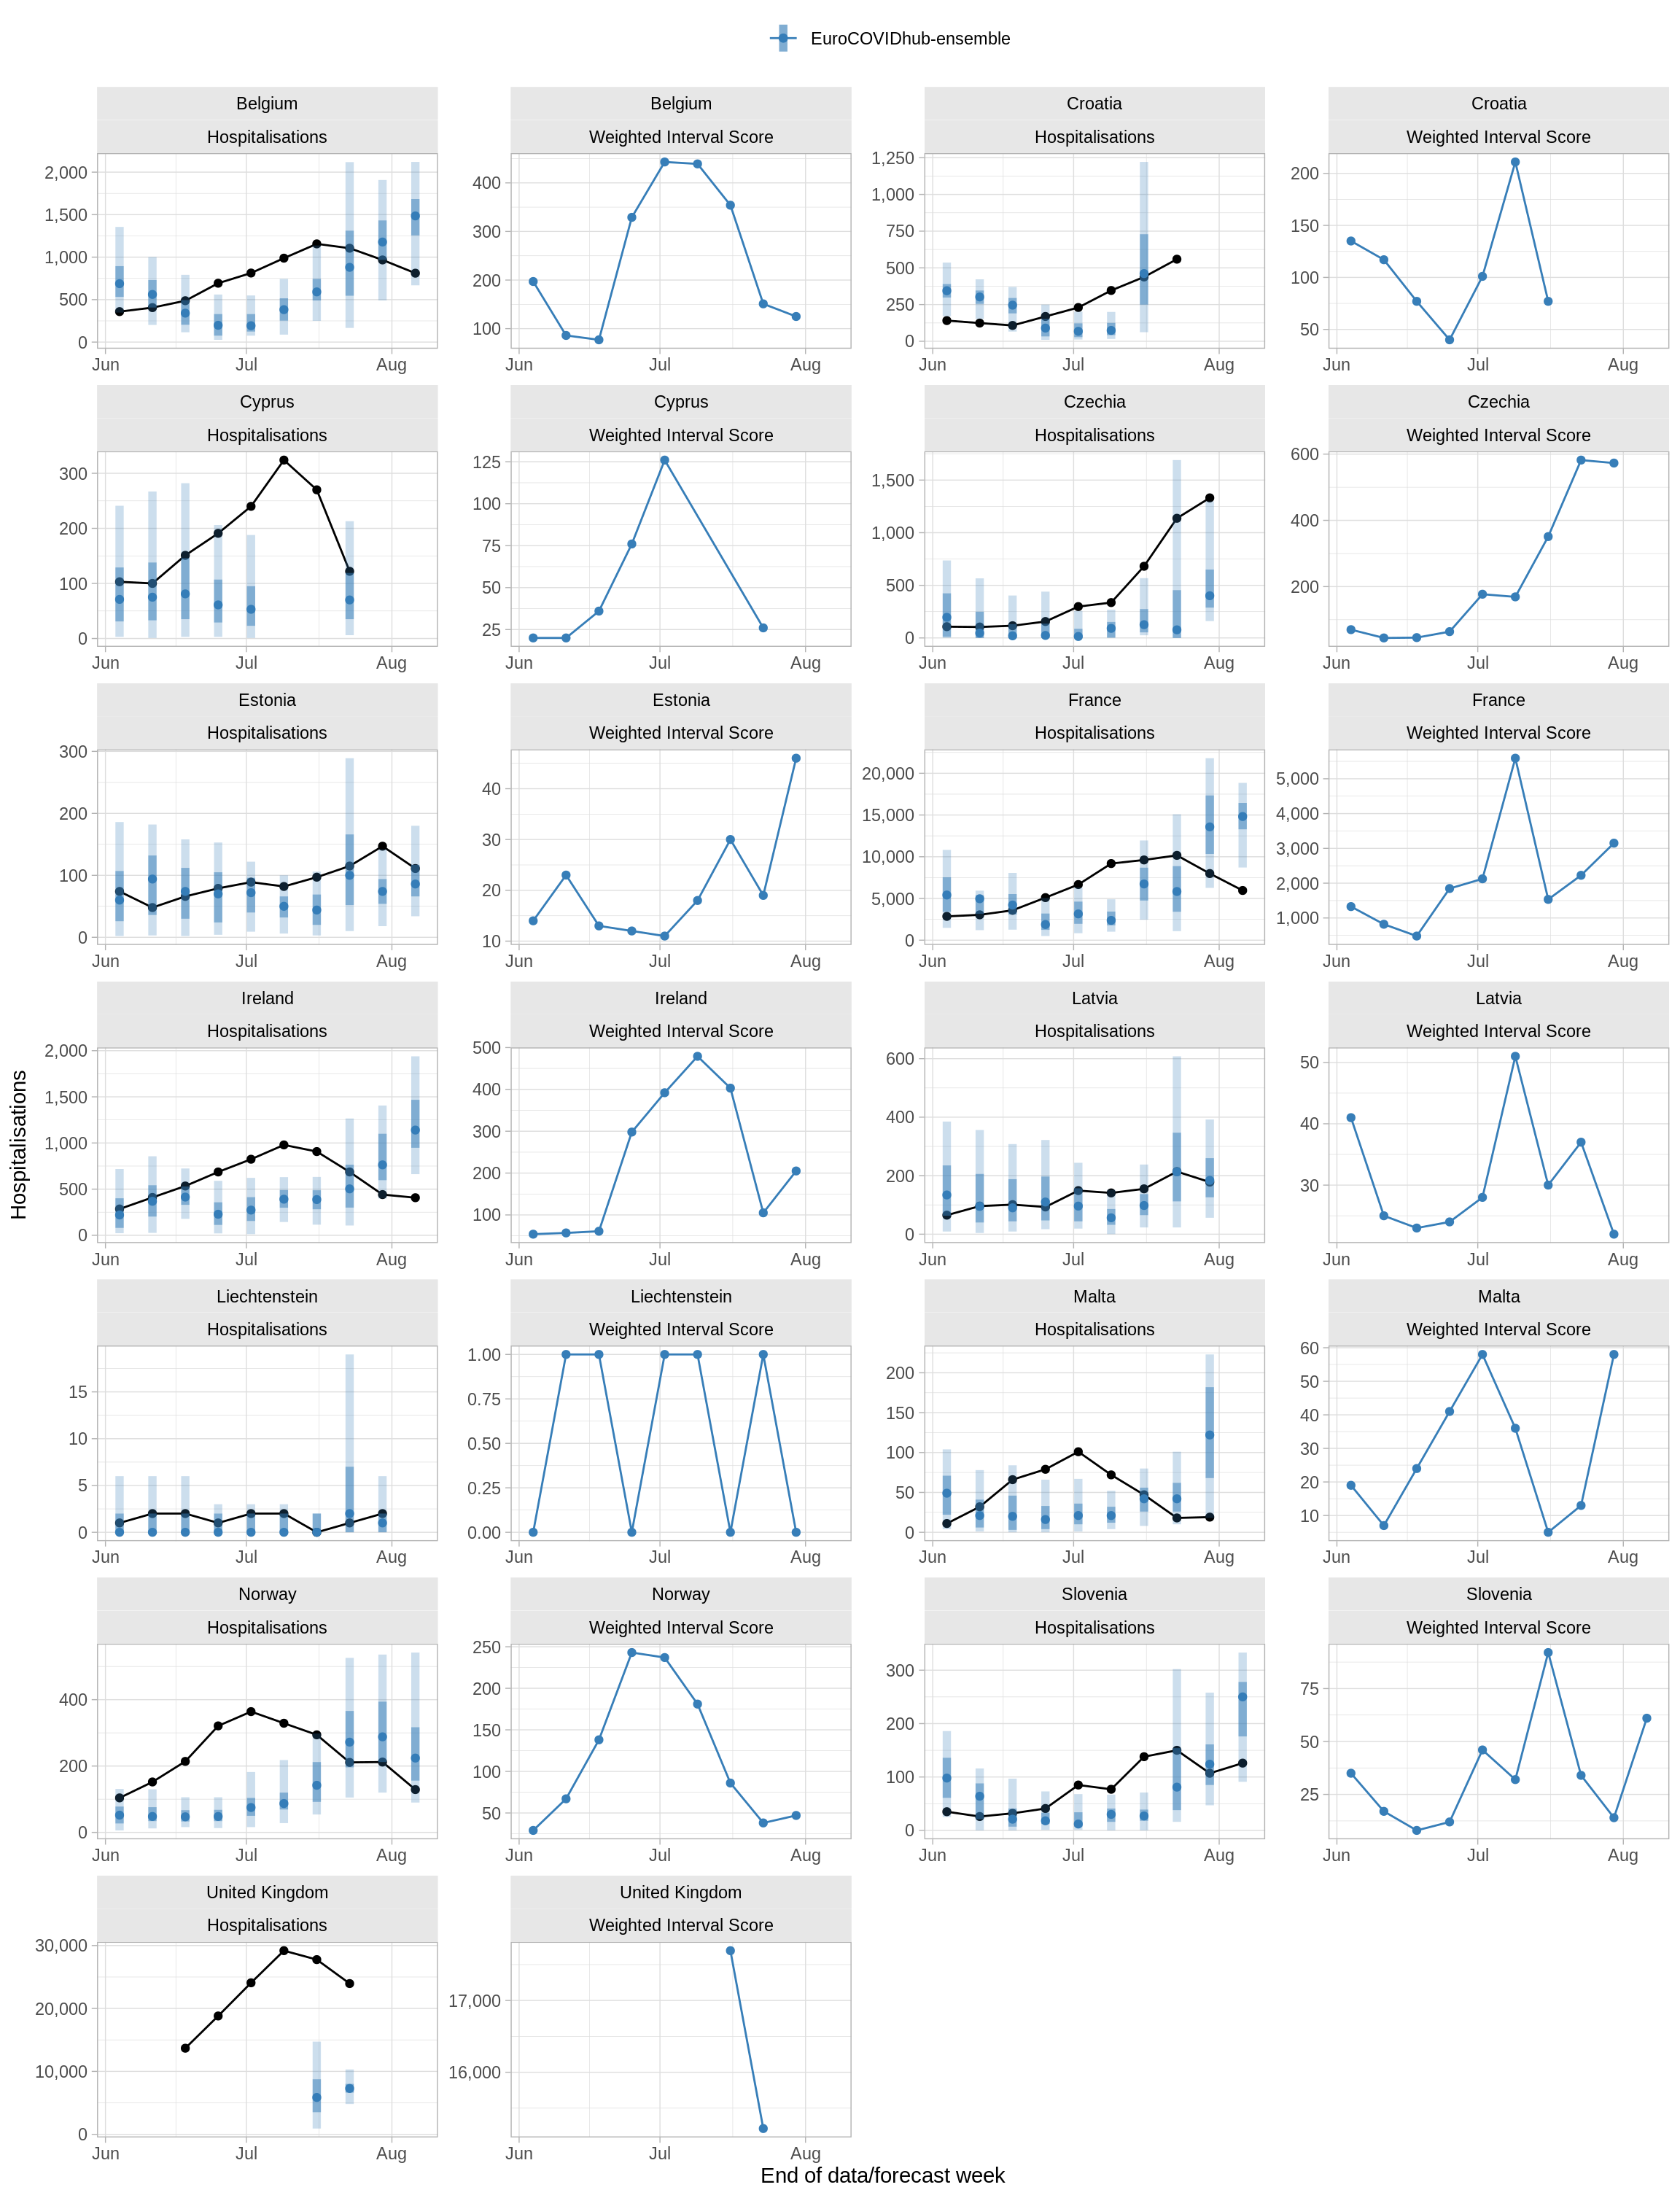 EuroCOVIDhub-ensemble
Belgium
Hospitalisations
2,000
1,500
1,000
500
0
Jun Jul Aug
Belgium
Weighted Interval Score
400
300
200
100
Jun Jul Aug
Croatia
Hospitalisations
1,250
1,000
750
500
250
0
Jun Jul Aug
Croatia
Weighted Interval Score
200
150
100
50
Jun Jul Aug
Cyprus
Hospitalisations
300
200
100
0
Jun Jul Aug
Cyprus
Weighted Interval Score
125
100
75
50
25
Jun Jul Aug
Czechia
Hospitalisations
1,500
1,000
500
0
Jun Jul Aug
Czechia
Weighted Interval Score
600
400
200
Jun Jul Aug
Estonia
Hospitalisations
300
200
100
0
Jun Jul Aug
Estonia
Weighted Interval Score
40
30
20
10
Jun Jul Aug
France
Hospitalisations
20,000
15,000
10,000
5,000
0
Jun Jul Aug
France
Weighted Interval Score
5,000
4,000
3,000
2,000
1,000
Jun Jul Aug
Ireland
Hospitalisations
2,000
1,500
1,000
500
0
Jun Jul Aug
Ireland
Weighted Interval Score
500
400
300
200
100
Jun Jul Aug
Latvia
Hospitalisations
600
400
200
0
Jun Jul Aug
Latvia
Weighted Interval Score
50
40
30
Jun Jul Aug
Liechtenstein
Hospitalisations
15
10
5
0
Jun Jul Aug
Liechtenstein
Weighted Interval Score
1.00
0.75
0.50
0.25
0.00
Jun Jul Aug
Malta
Hospitalisations
200
150
100
50
0
Jun Jul Aug
Malta
Weighted Interval Score
60
50
40
30
20
10
Jun Jul Aug
Norway
Hospitalisations
400
200
0
Jun Jul Aug
Norway
Weighted Interval Score
250
200
150
100
50
Jun Jul Aug
Slovenia
Hospitalisations
300
200
100
0
Jun Jul Aug
Slovenia
Weighted Interval Score
75
50
25
Jun Jul Aug
United Kingdom
Hospitalisations
30,000
20,000
10,000
0
Jun Jul Aug
United Kingdom
Weighted Interval Score
17,000
16,000
Jun Jul Aug
Hospitalisations
End of data/forecast week